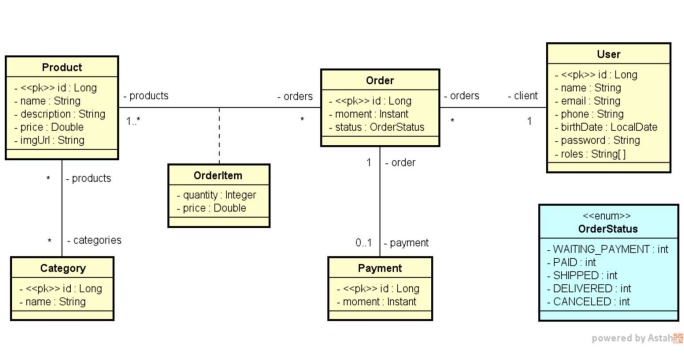 Product
- <<pk>> id : Long
- name : String
- description : String
- price : Double
- imgUrl : String
- products
1..*
- orders
*
Order
- <<pk>> id : Long
- moment : Instant
- status : OrderStatus
- orders
*
- client
1
User
- <<pk>> id : Long
- name : String
- email : String
- phone : String
- birthDate : LocalDate
- password : String
- roles : String[ ]
OrderItem
- quantity : Integer
- price : Double
* - products
* - categories
1 - order
0..1 - payment
Category
- <<pk>> id : Long
- name : String
Payment
- <<pk>> id : Long
- moment : Instant
<<enum>>
OrderStatus
- WAITING_PAYMENT : int
- PAID : int
- SHIPPED : int
- DELIVERED : int
- CANCELED : int
powered by Astah